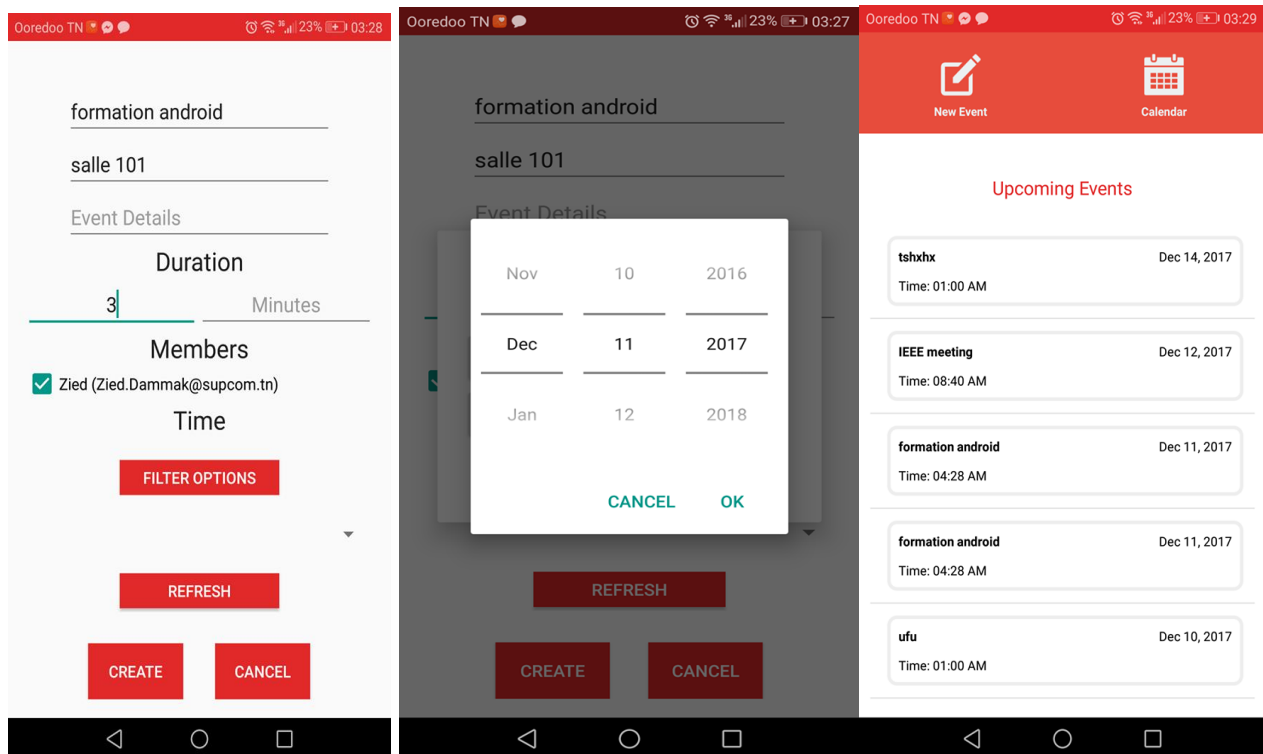 Ooredoo TN 3G 23% 03:28
formation android
salle 101
Event Details
Duration
3 Minutes
Members
Zied (Zied.Dammak@supcom.tn)
Time
FILTER OPTIONS
REFRESH
CREATE CANCEL
Ooredoo TN 3G 23% 03:27
formation android
salle 101
Event Details
Nov 10 2016
Dec 11 2017
Jan 12 2018
CANCEL OK
REFRESH
CREATE CANCEL
Ooredoo TN 3G 23% 03:29
New Event Calendar
Upcoming Events
tshxhx Dec 14, 2017
Time: 01:00 AM
IEEE meeting Dec 12, 2017
Time: 08:40 AM
formation android Dec 11, 2017
Time: 04:28 AM
formation android Dec 11, 2017
Time: 04:28 AM
ufu Dec 10, 2017
Time: 01:00 AM